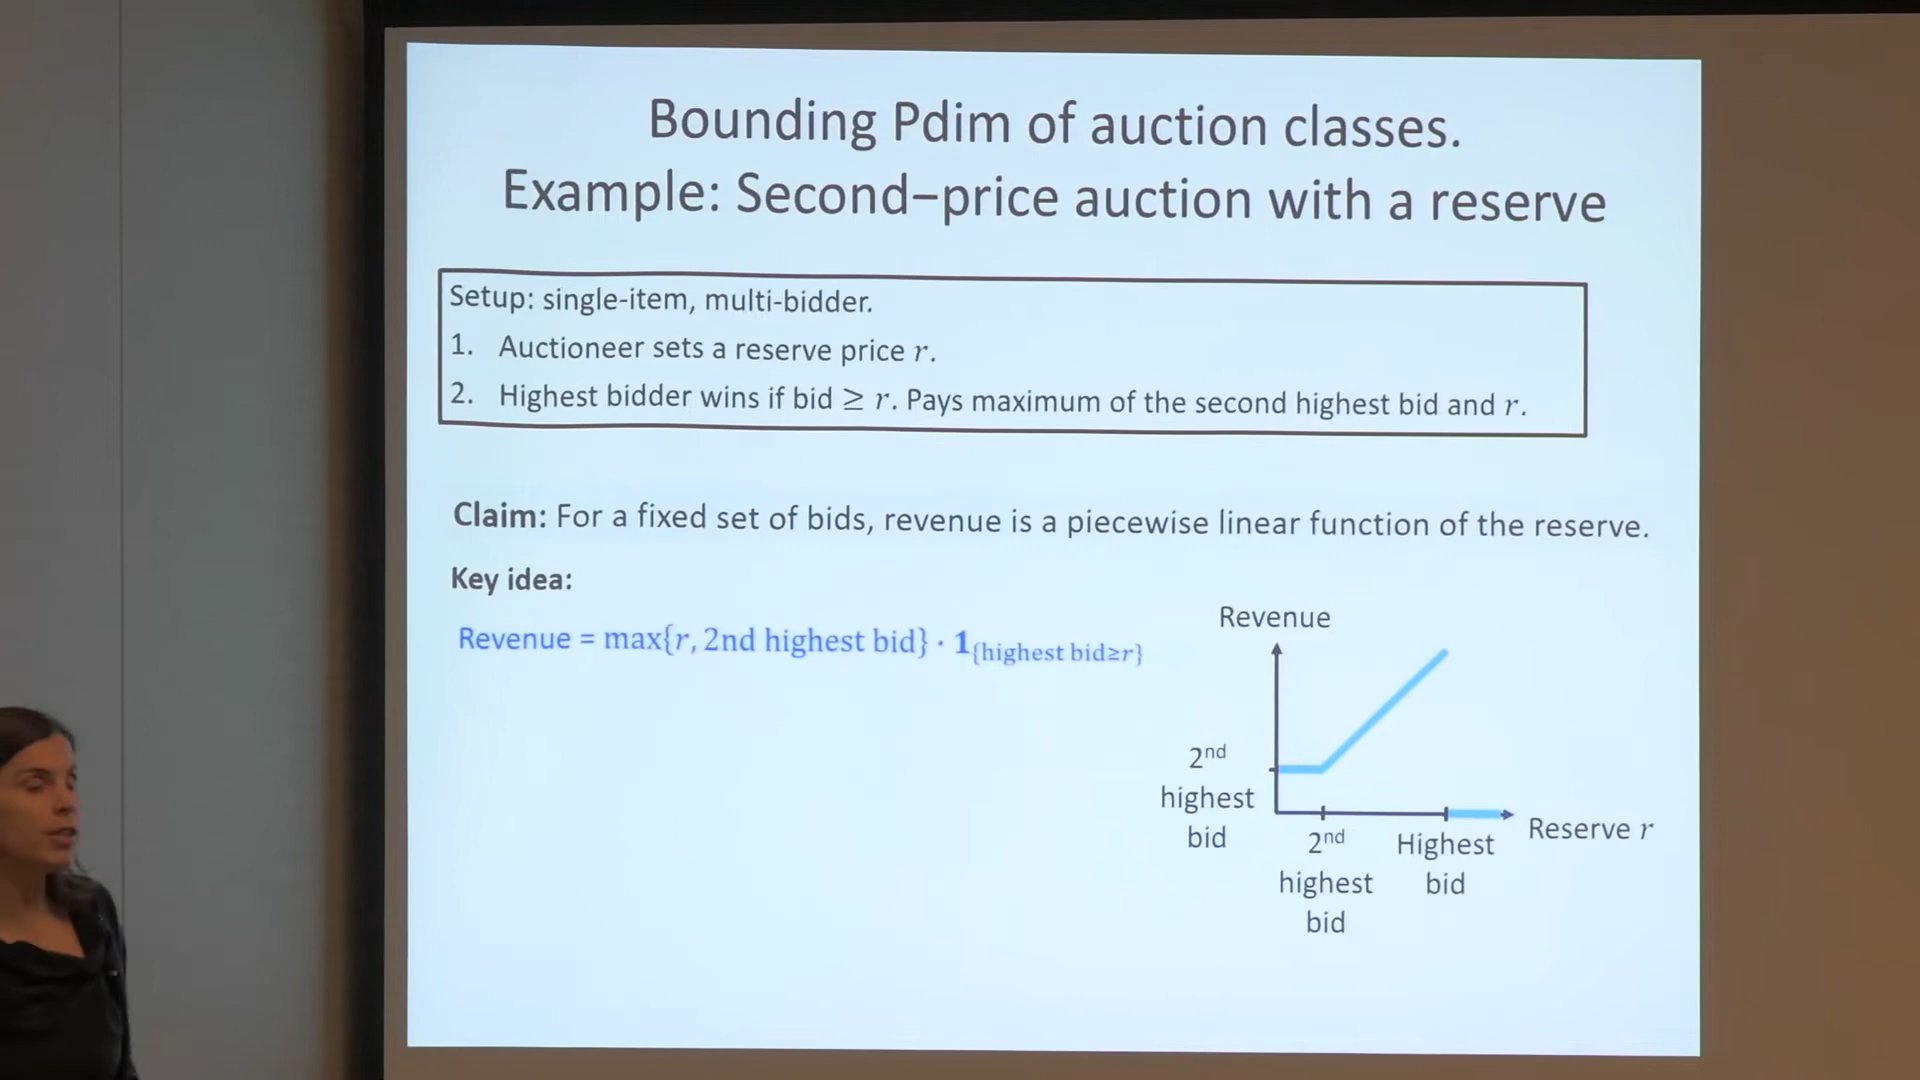 Bounding Pdim of auction classes.
Example: Second–price auction with a reserve
Setup: single-item, multi-bidder.
1. Auctioneer sets a reserve price r.
2. Highest bidder wins if bid ≥ r. Pays maximum of the second highest bid and r.
Claim: For a fixed set of bids, revenue is a piecewise linear function of the reserve.
Key idea:
Revenue = max{r, 2nd highest bid} · 1{highest bid≥r}
Revenue
2nd
highest
bid
2nd
highest
bid
Highest
bid
Reserve r